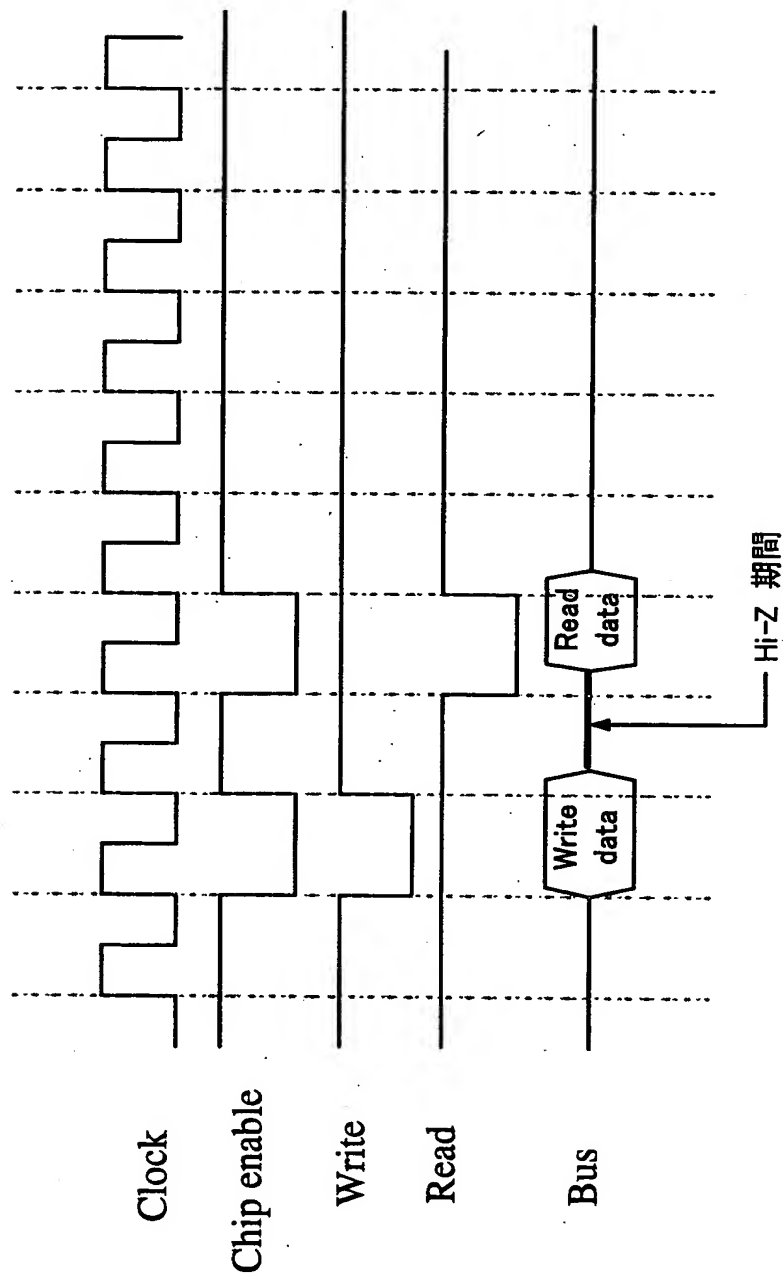 Clock
Chip enable
Write
Read
Bus
Write
data
Read
data
Hi-Z 期間